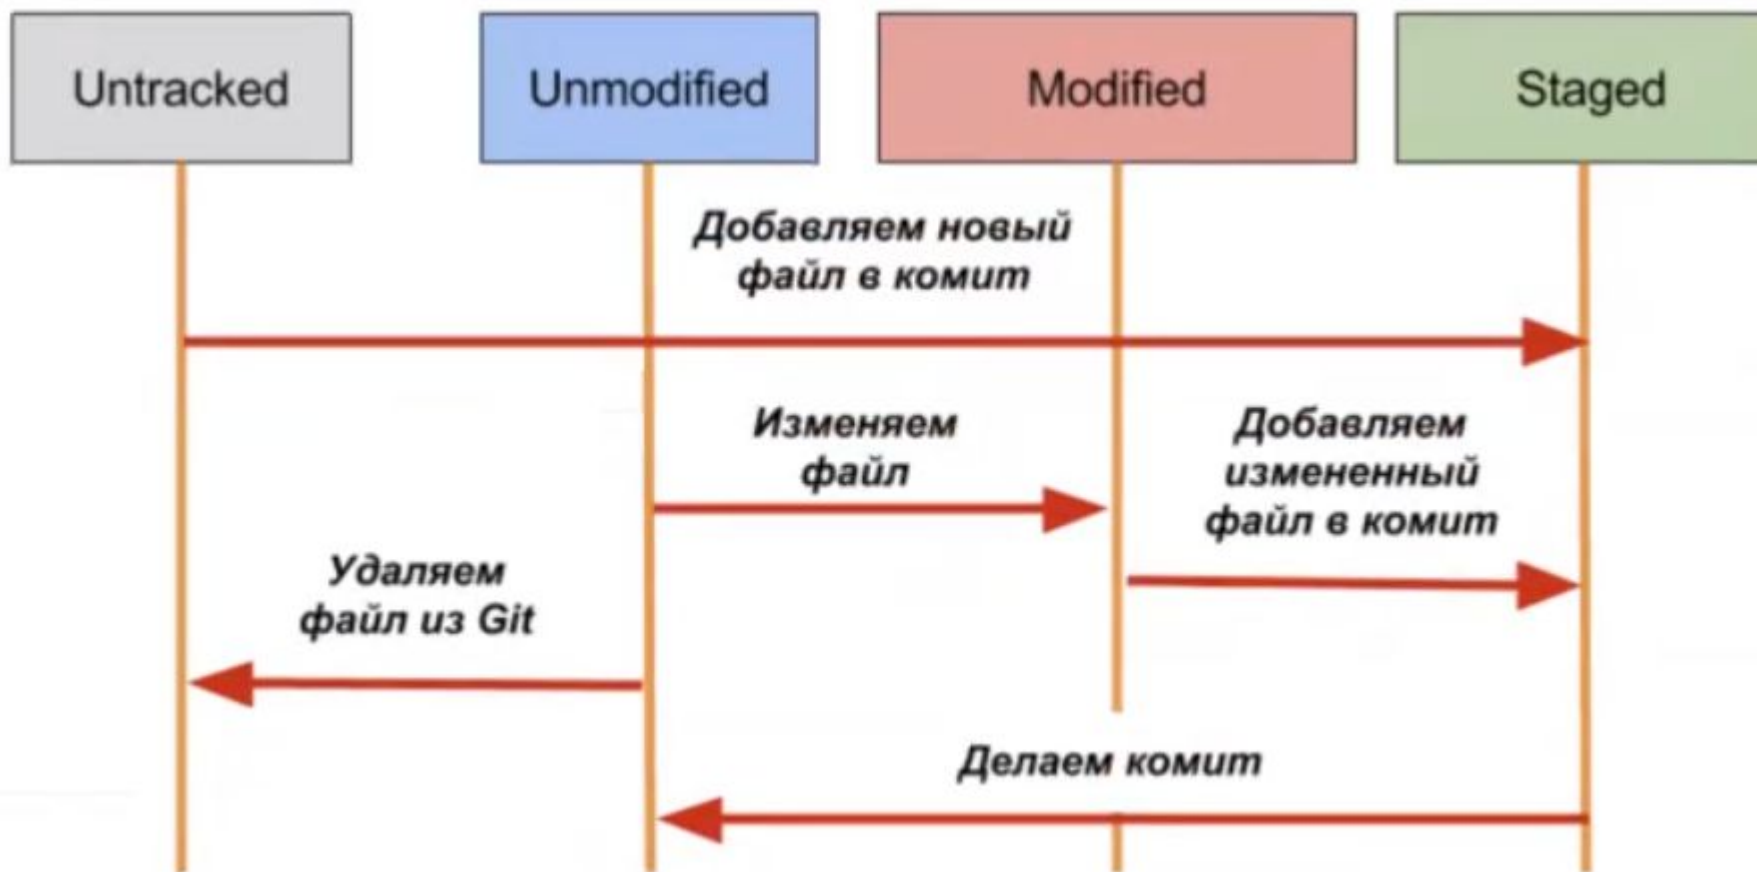 Untracked
Unmodified
Modified
Staged
Добавляем новый
файл в комит
Изменяем
файл
Добавляем
измененный
файл в комит
Удаляем
файл из Git
Делаем комит